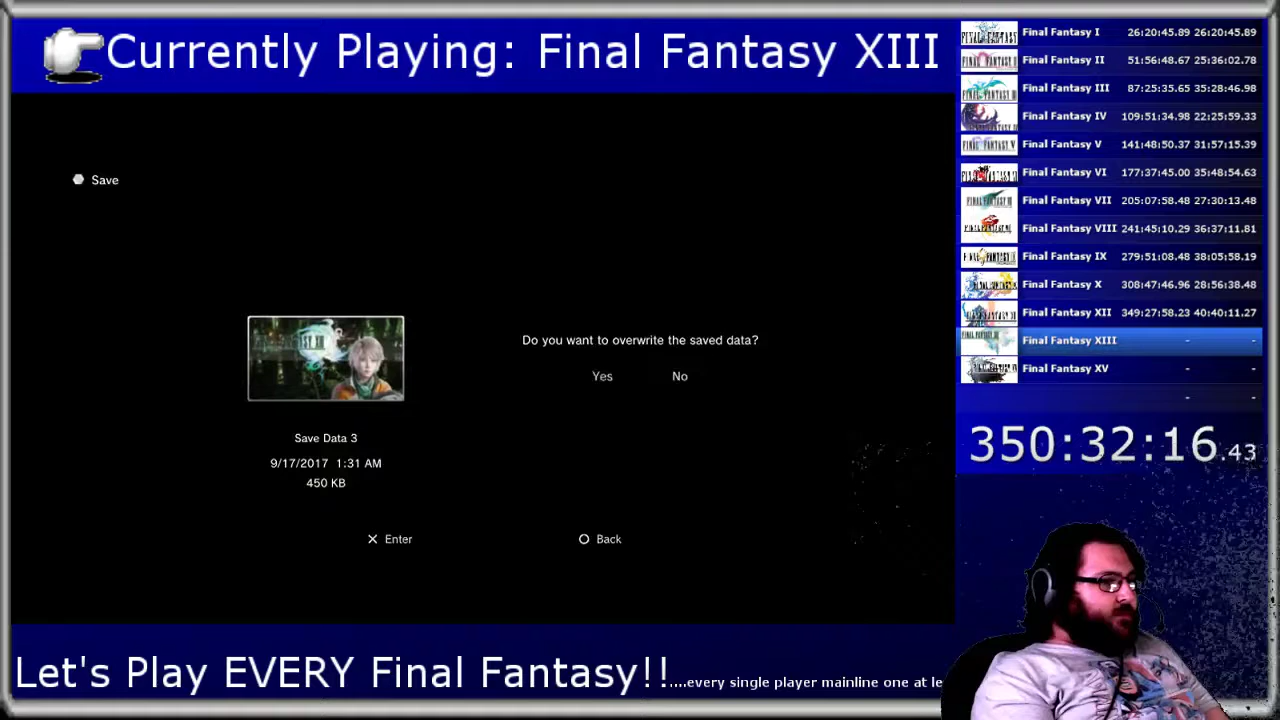 Currently Playing: Final Fantasy XIII
Save
Do you want to overwrite the saved data?
Yes No
Save Data 3
9/17/2017 1:31 AM
450 KB
Enter Back
Let's Play EVERY Final Fantasy!!
...every single player mainline one at le
Final Fantasy I 26:20:45.89 26:20:45.89
Final Fantasy II 51:56:48.67 25:36:02.78
Final Fantasy III 87:25:35.65 35:28:46.98
Final Fantasy IV 109:51:34.98 22:25:59.33
Final Fantasy V 141:48:50.37 31:57:15.39
Final Fantasy VI 177:37:45.00 35:48:54.63
Final Fantasy VII 205:07:58.48 27:30:13.48
Final Fantasy VIII 241:45:10.29 36:37:11.81
Final Fantasy IX 279:51:08.48 38:05:58.19
Final Fantasy X 308:47:46.96 28:56:38.48
Final Fantasy XII 349:27:58.23 40:40:11.27
Final Fantasy XIII - -
Final Fantasy XV - -
- -
350:32:16.43